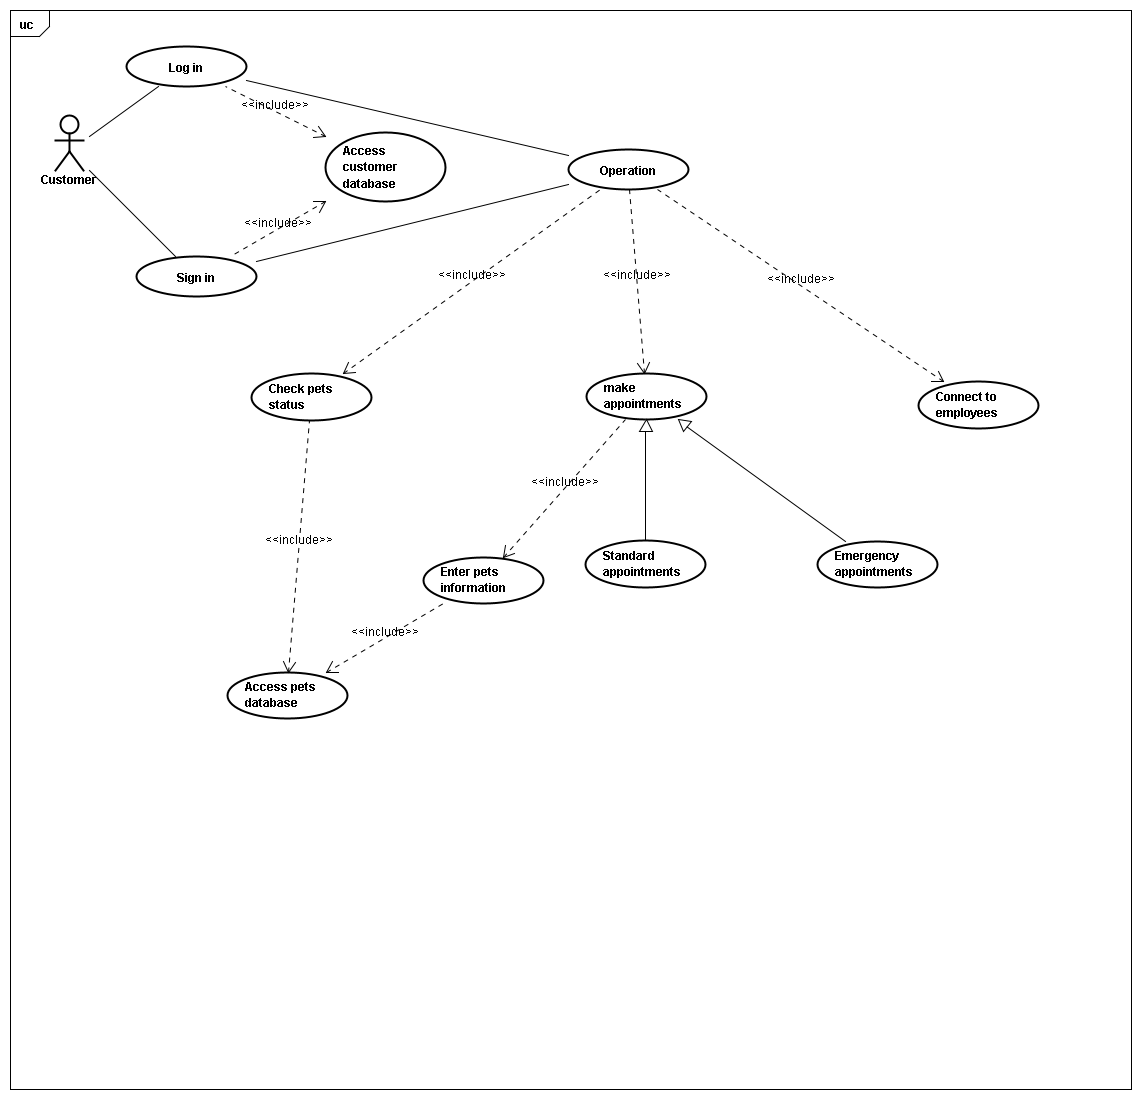 uc
Log in
<<include>>
Customer
Access
customer
database
Operation
<<include>>
Sign in
<<include>>
<<include>>
<<include>>
Check pets
status
make
appointments
Connect to
employees
<<include>>
<<include>>
Enter pets
information
Standard
appointments
Emergency
appointments
<<include>>
Access pets
database